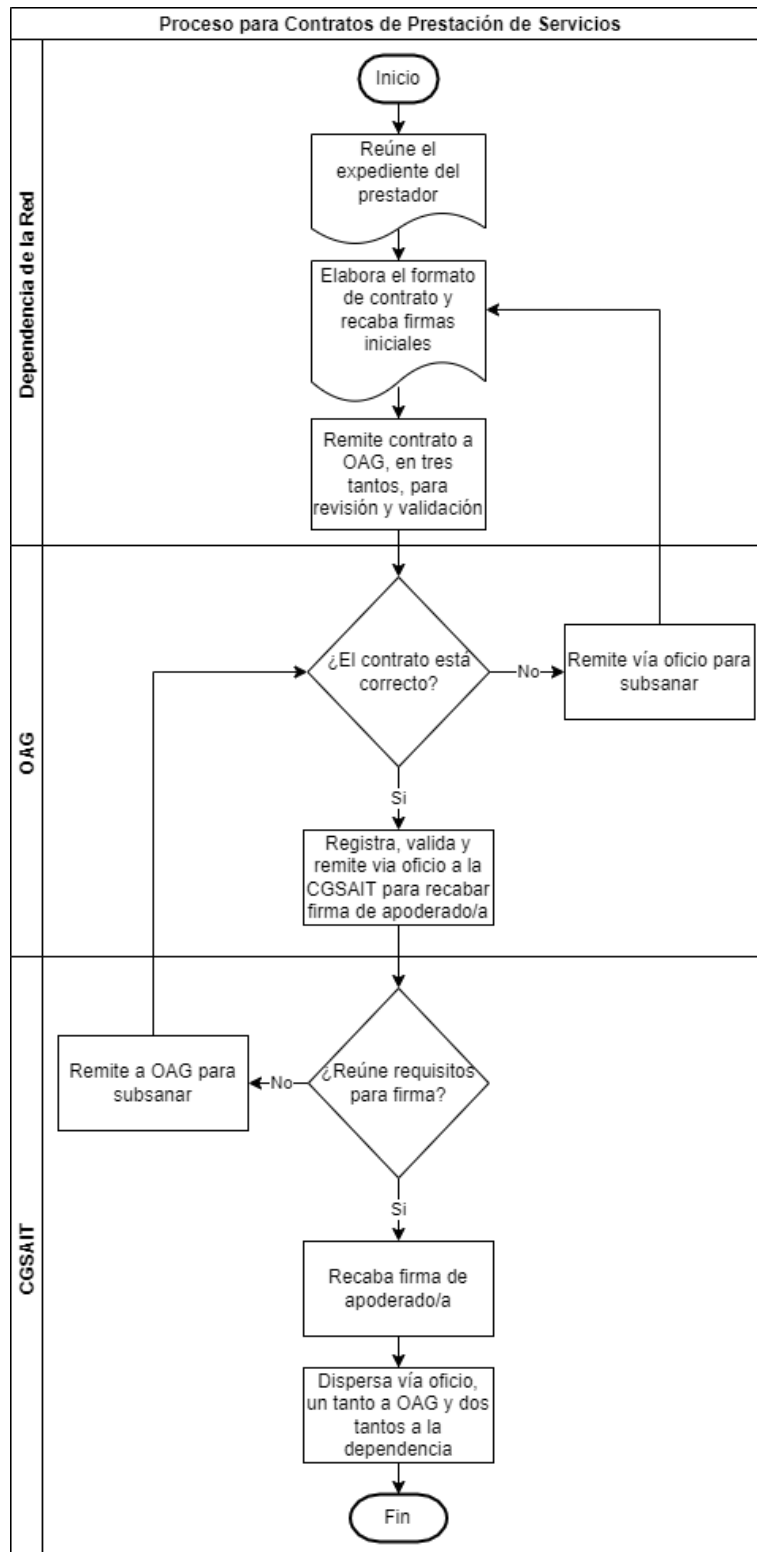 Proceso para Contratos de Prestación de Servicios
Dependencia de la Red
Inicio
Reúne el
expediente del
prestador
Elabora el formato
de contrato y
recaba firmas
iniciales
Remite contrato a
OAG, en tres
tantos, para
revisión y validación
OAG
¿El contrato está
correcto?
No
Remite vía oficio para
subsanar
Si
Registra, valida y
remite via oficio a la
CGSAIT para recabar
firma de apoderado/a
CGSAIT
¿Reúne requisitos
para firma?
No
Remite a OAG para
subsanar
Si
Recaba firma de
apoderado/a
Dispersa vía oficio,
un tanto a OAG y dos
tantos a la
dependencia
Fin